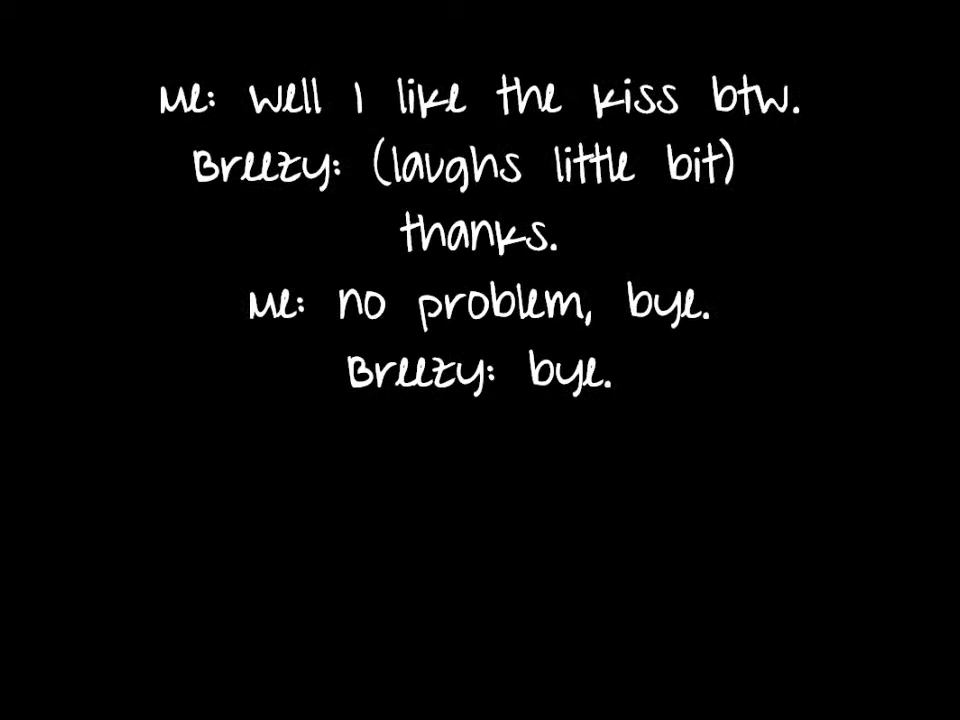 Me: well I like the kiss btw.
Breezy: (laughs little bit)
thanks.
Me: no problem, bye.
Breezy: bye.